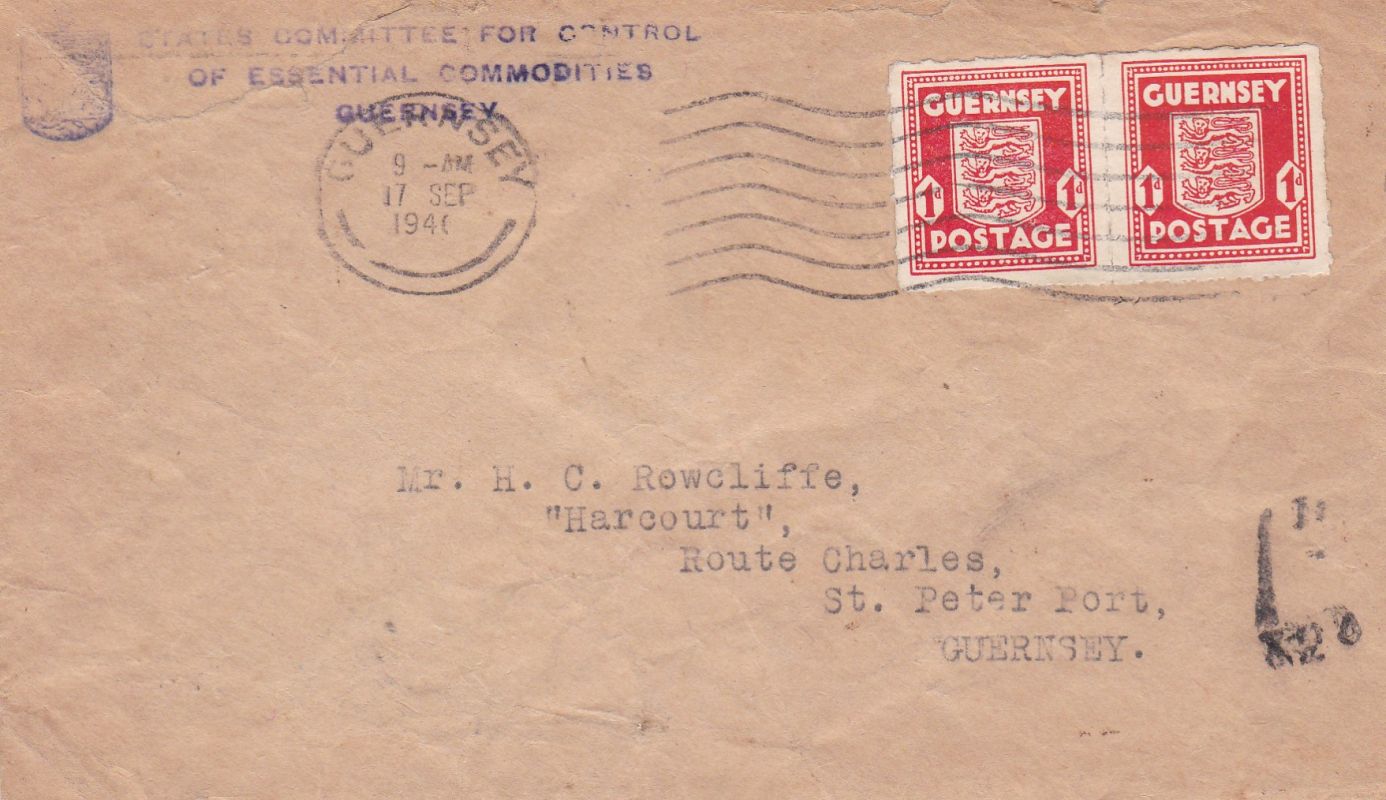 STATES COMMITTEE FOR CONTROL
OF ESSENTIAL COMMODITIES
GUERNSEY
GUERNSEY
9 -AM
17 SEP
GUERNSEY
1d 1d
POSTAGE
GUERNSEY
1d 1d
POSTAGE
Mr. H. C. Rowcliffe,
"Harcourt",
Route Charles,
St. Peter Port,
GUERNSEY.